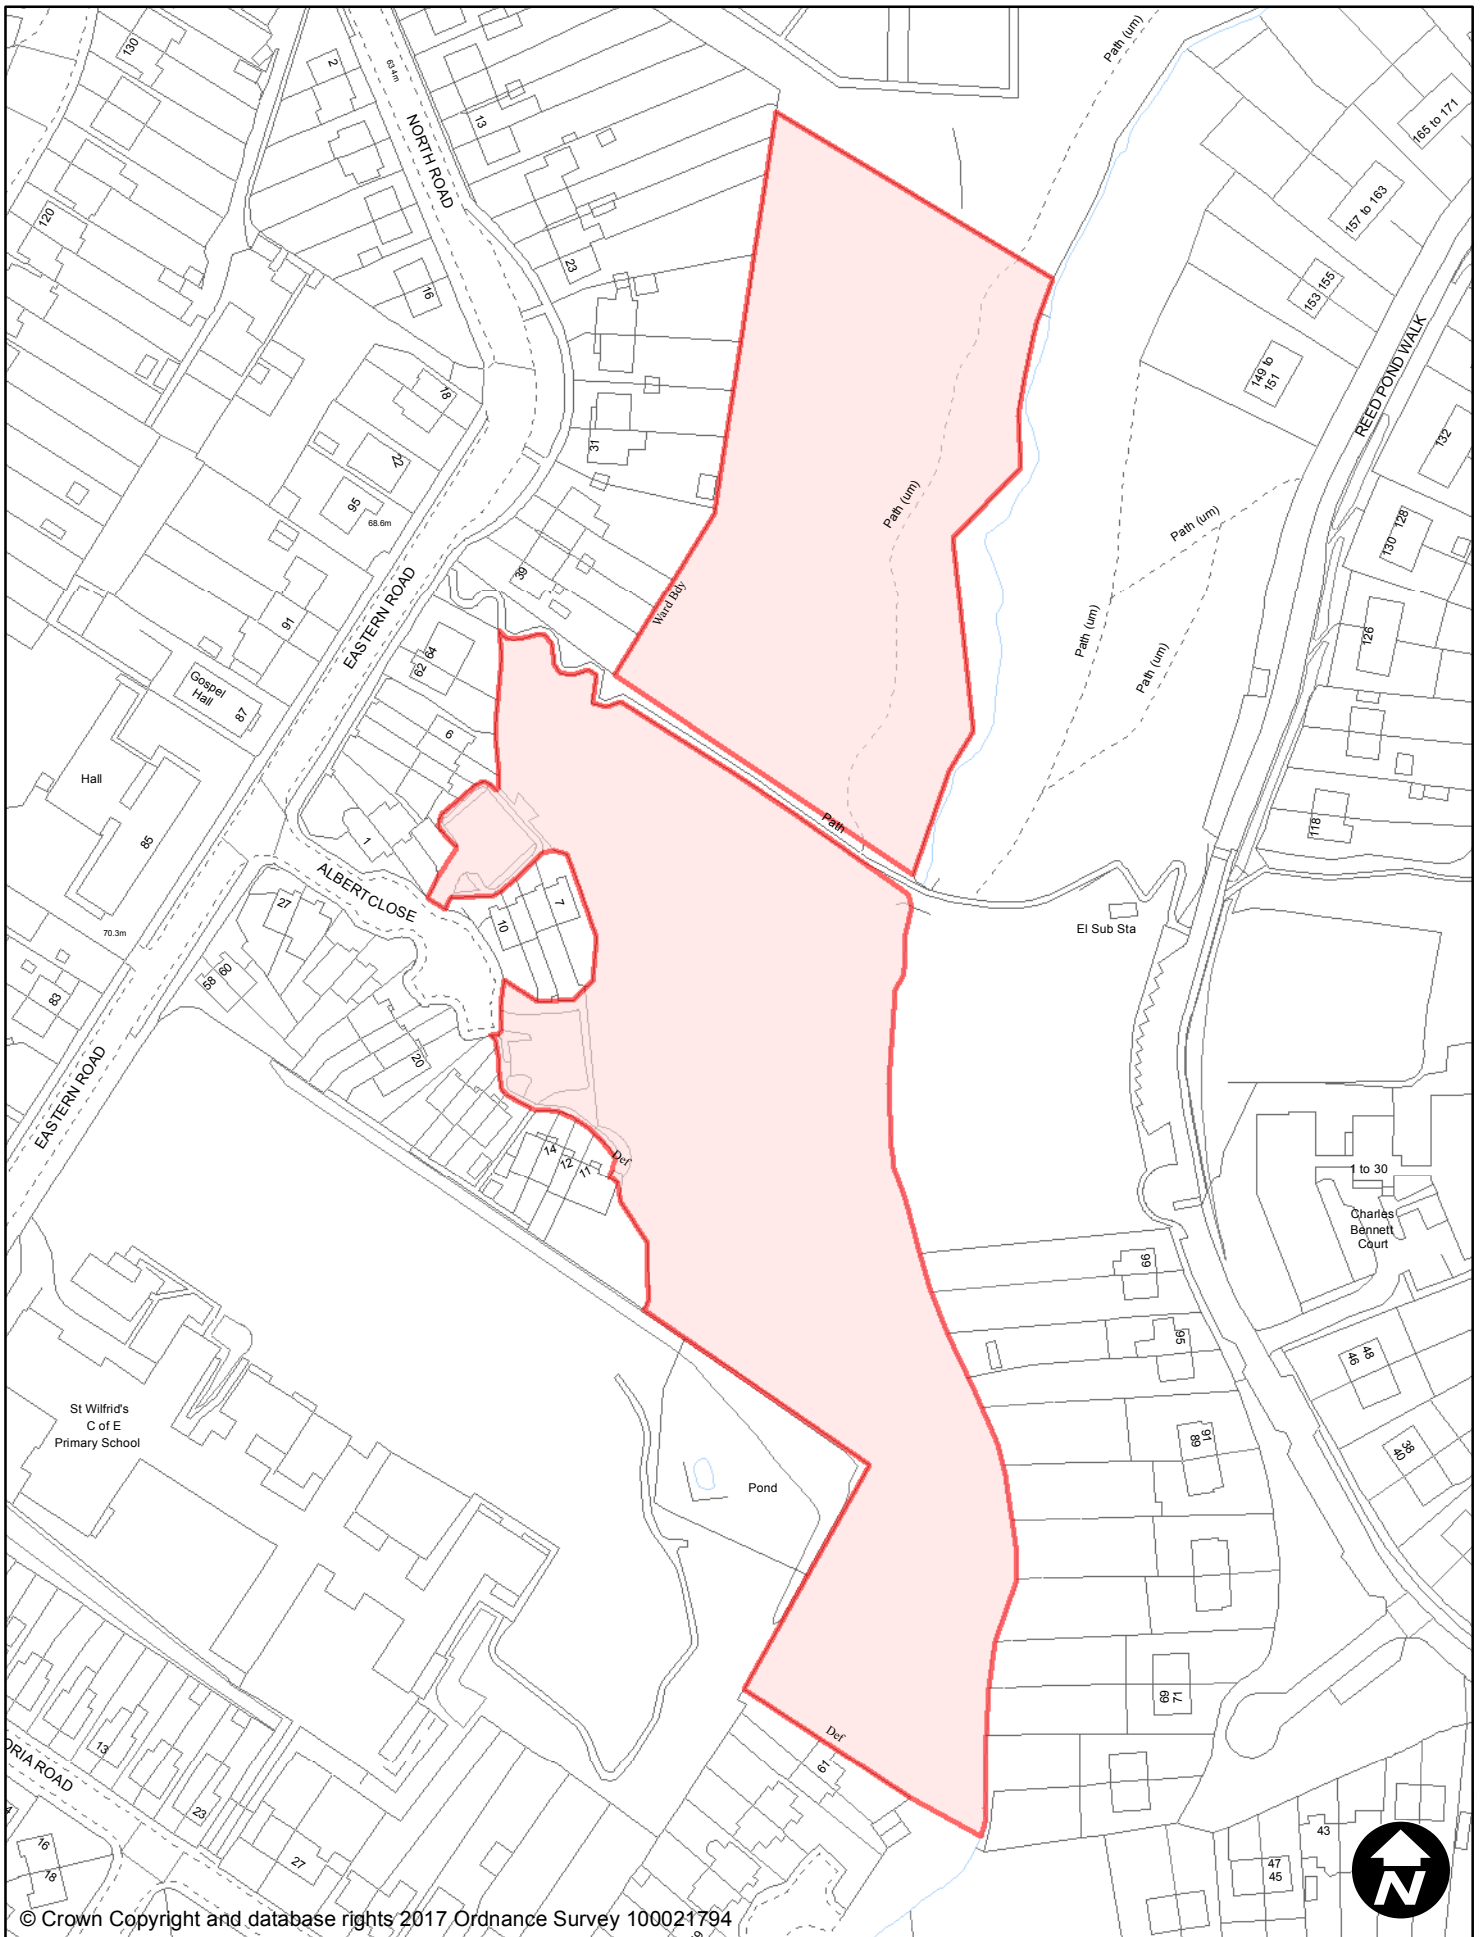 130
2
63.4m
13
NORTH ROAD
Path (um)
165 to 171
157 to 163
120
23
16
153 155
149 to
151
REED POND WALK
18
31
22
95
68.6m
132
Path (um)
Path (um)
128
130
39
EASTERN ROAD
91
Ward Bdy
Path (um)
126
62 64
Path (um)
Gospel
Hall
87
6
Hall
85
1
Path
118
ALBERT CLOSE
27
7
10
El Sub Sta
70.3m
58 60
83
20
EASTERN ROAD
14
12
11
Def
1 to 30
Charles
Bennett
Court
99
95
48
46
St Wilfrid's
C of E
Primary School
91
89
38
40
Pond
69
71
Def
61
13
ORIA ROAD
23
27
16
18
43
47
45
N
© Crown Copyright and database rights 2017 Ordnance Survey 100021794